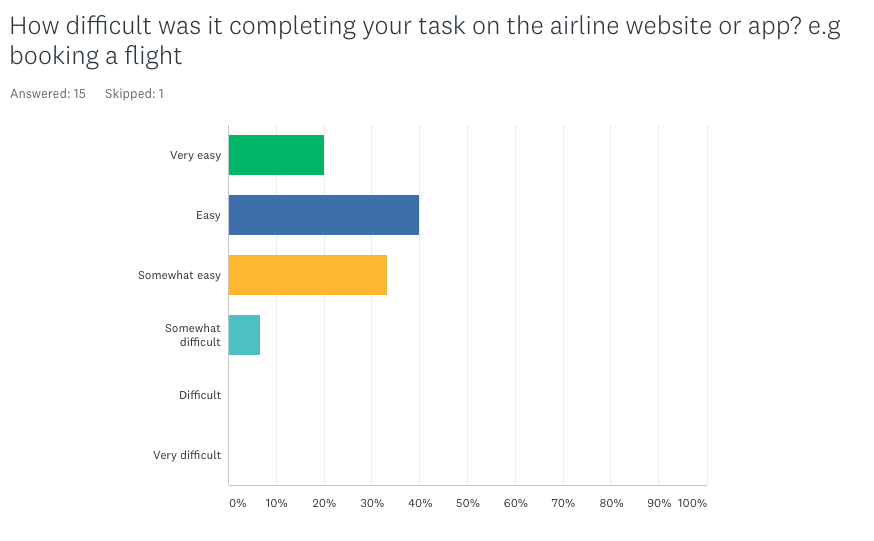 How difficult was it completing your task on the airline website or app? e.g
booking a flight
Answered: 15 Skipped: 1
Very easy
Easy
Somewhat easy
Somewhat
difficult
Difficult
Very difficult
0% 10% 20% 30% 40% 50% 60% 70% 80% 90% 100%